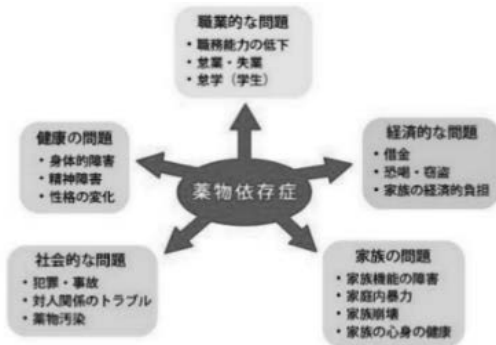 職業的な問題
• 職務能力の低下
• 怠業・失業
• 怠学（学生）
健康の問題
• 身体的障害
• 精神障害
• 性格の変化
経済的な問題
• 借金
• 恐喝・窃盗
• 家族の経済的負担
薬物依存症
社会的な問題
• 犯罪・事故
• 対人関係のトラブル
• 薬物汚染
家族の問題
• 家族機能の障害
• 家庭内暴力
• 家族崩壊
• 家族の心身の健康